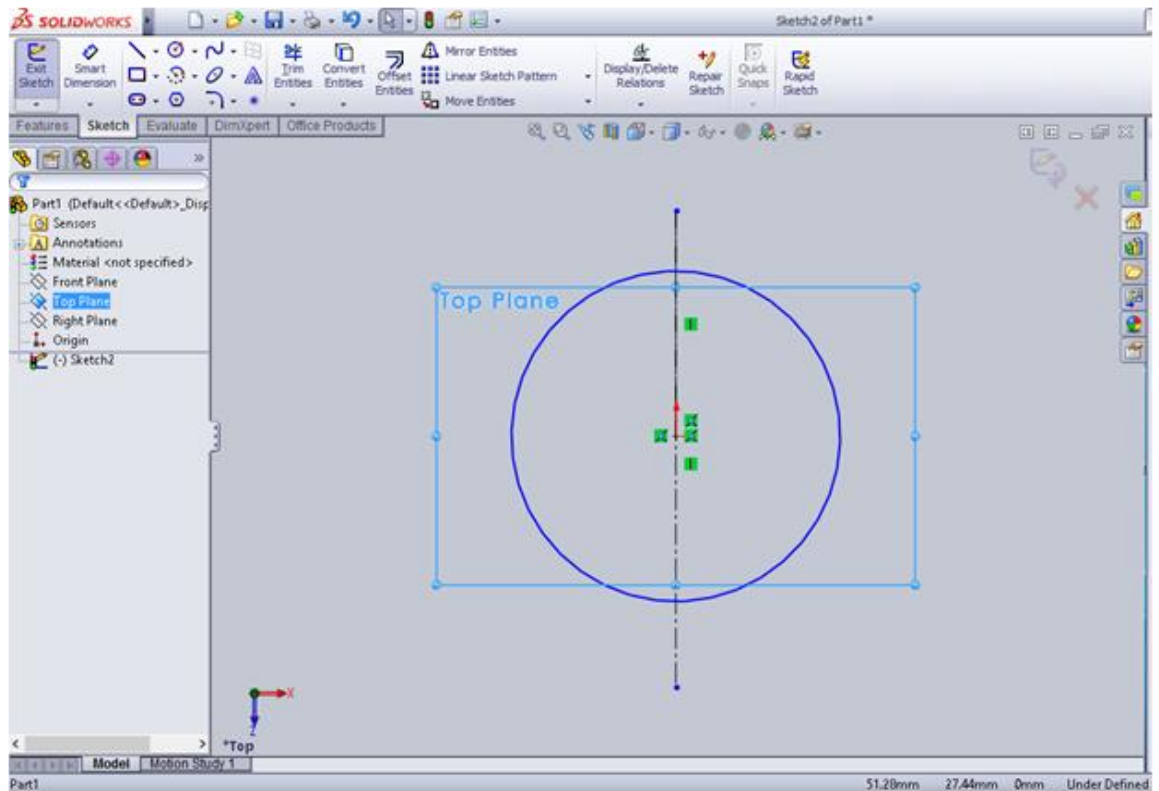 SOLIDWORKS
Sketch2 of Part1 *
Exit Sketch
Smart Dimension
Trim Entities
Convert Entities
Offset Entities
Mirror Entities
Linear Sketch Pattern
Move Entities
Display/Delete Relations
Repair Sketch
Quick Snaps
Rapid Sketch
Features Sketch Evaluate DimXpert Office Products
Part1 (Default<<Default>_Disp
Sensors
Annotations
Material <not specified>
Front Plane
Top Plane
Right Plane
Origin
(-) Sketch2
Top Plane
X
Z
*Top
Model Motion Study 1
Part1 51.28mm 27.44mm 0mm Under Defined